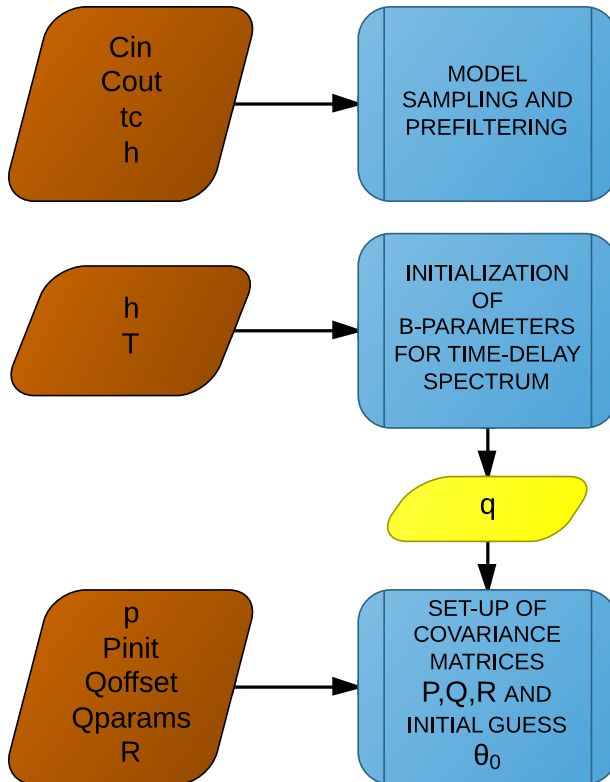 Cin
Cout
tc
h
MODEL
SAMPLING AND
PREFILTERING
h
T
INITIALIZATION
OF
B-PARAMETERS
FOR TIME-DELAY
SPECTRUM
q
p
Pinit
Qoffset
Qparams
R
SET-UP OF
COVARIANCE
MATRICES
P,Q,R AND
INITIAL GUESS
θ₀